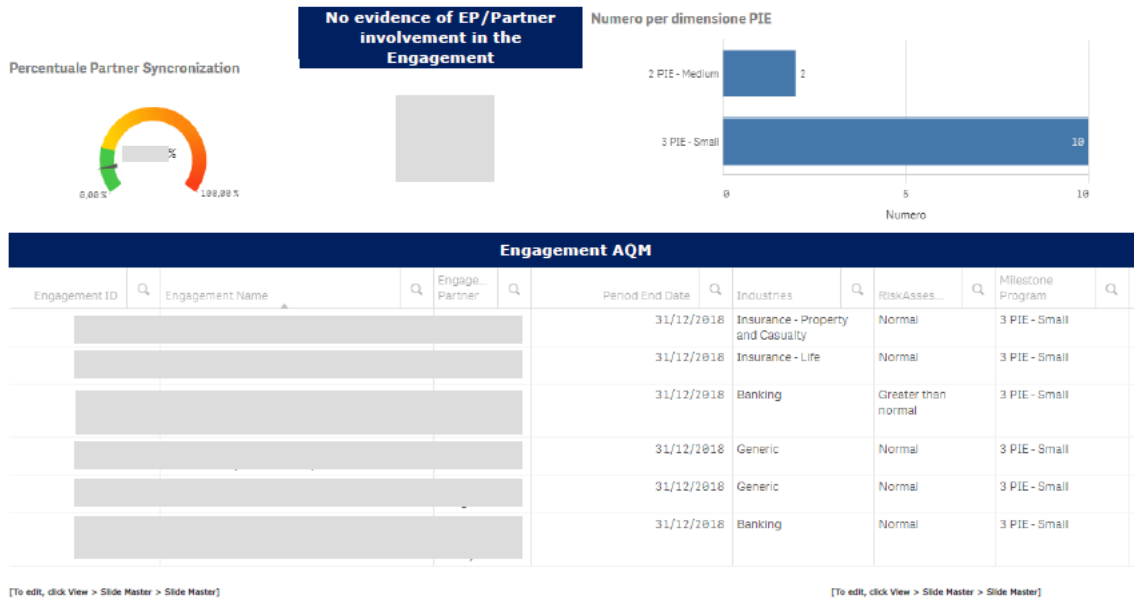 No evidence of EP/Partner
involvement in the
Engagement
Percentuale Partner Syncronization
%
0,00 %
100,00 %
Numero per dimensione PIE
2 PIE - Medium
2
3 PIE - Small
10
0
5
10
Numero
Engagement AQM
Engagement ID
Engagement Name
Engage...
Partner
Period End Date
Industries
RiskAsses...
Milestone
Program
31/12/2018 Insurance - Property Normal 3 PIE - Small
and Casualty
31/12/2018 Insurance - Life Normal 3 PIE - Small
31/12/2018 Banking Greater than 3 PIE - Small
normal
31/12/2018 Generic Normal 3 PIE - Small
31/12/2018 Generic Normal 3 PIE - Small
31/12/2018 Banking Normal 3 PIE - Small
[To edit, click View > Slide Master > Slide Master]
[To edit, click View > Slide Master > Slide Master]